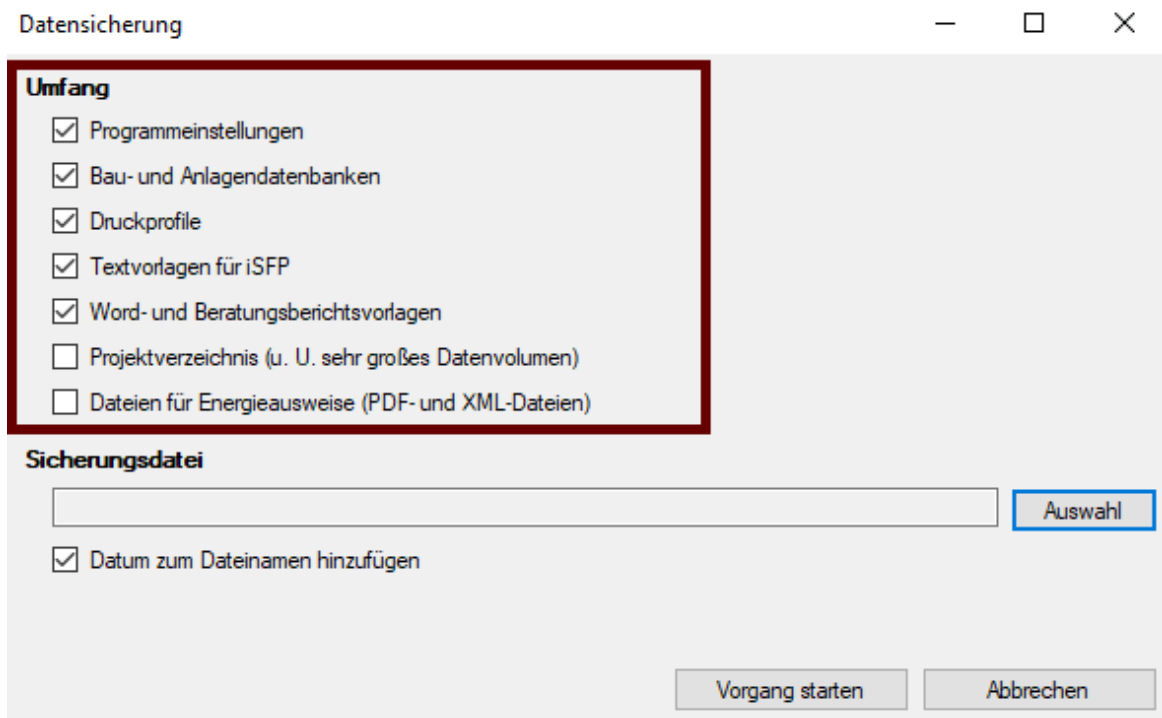 Datensicherung
Umfang
Programmeinstellungen
Bau- und Anlagendatenbanken
Druckprofile
Textvorlagen für iSFP
Word- und Beratungsberichtsvorlagen
Projektverzeichnis (u. U. sehr großes Datenvolumen)
Dateien für Energieausweise (PDF- und XML-Dateien)
Sicherungsdatei
Auswahl
Datum zum Dateinamen hinzufügen
Vorgang starten Abbrechen